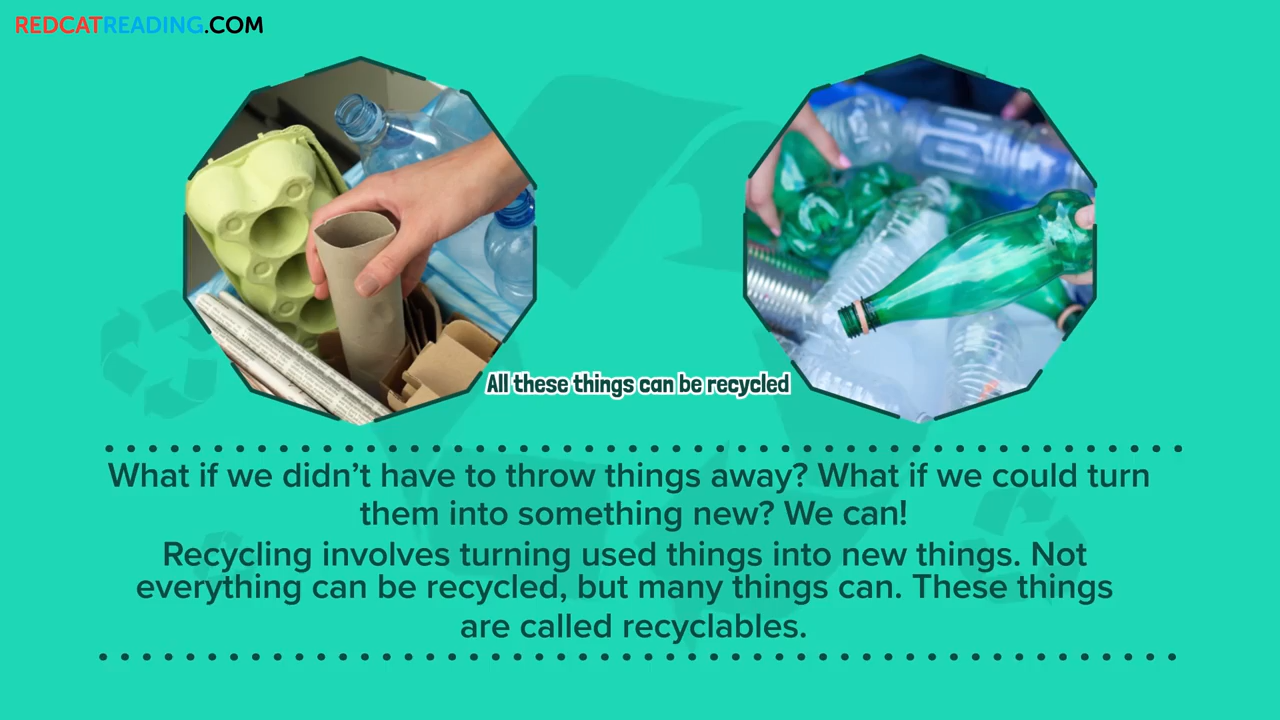 REDCATREADING.COM
All these things can be recycled
What if we didn’t have to throw things away? What if we could turn
them into something new? We can!
Recycling involves turning used things into new things. Not
everything can be recycled, but many things can. These things
are called recyclables.